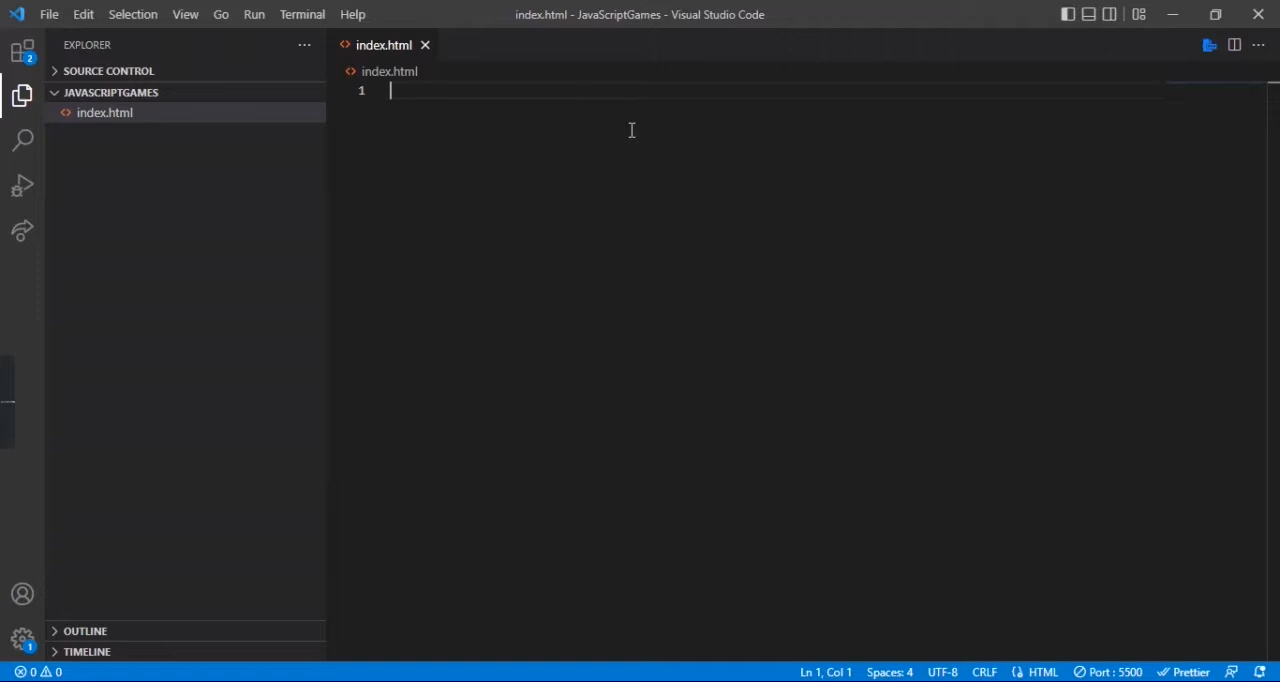 File Edit Selection View Go Run Terminal Help
index.html - JavaScriptGames - Visual Studio Code
EXPLORER
index.html
2
SOURCE CONTROL
index.html
JAVASCRIPTGAMES
1
index.html
OUTLINE
1
TIMELINE
0 0
Ln 1, Col 1 Spaces: 4 UTF-8 CRLF HTML Port : 5500 Prettier